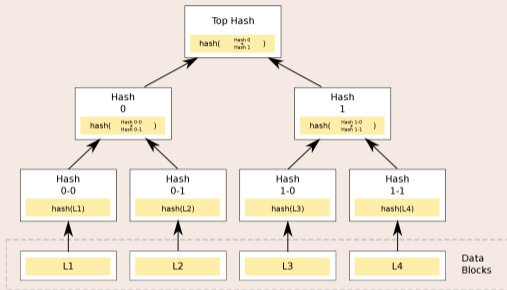 Top Hash
hash( Hash 0 + Hash 1 )
Hash
0
hash( Hash 0-0 + Hash 0-1 )
Hash
1
hash( Hash 1-0 + Hash 1-1 )
Hash
0-0
hash(L1)
Hash
0-1
hash(L2)
Hash
1-0
hash(L3)
Hash
1-1
hash(L4)
L1
L2
L3
L4
Data
Blocks